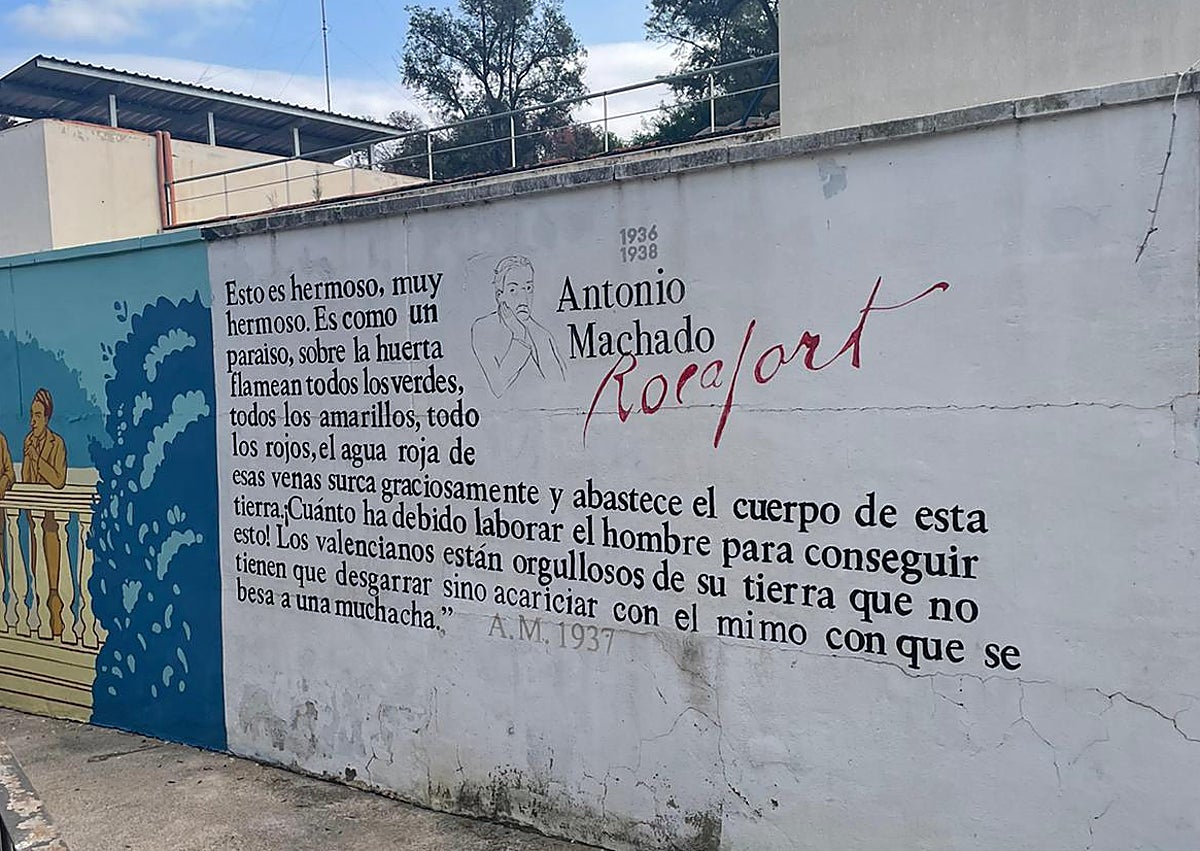 1936
1938
Antonio
Machado
Rocafort
Esto es hermoso, muy
hermoso. Es como un
paraiso, sobre la huerta
flamean todos los verdes,
todos los amarillos, todo
los rojos, el agua roja de
esas venas surca graciosamente y abastece el cuerpo de esta
tierra.¡Cuánto ha debido laborar el hombre para conseguir
esto! Los valencianos están orgullosos de su tierra que no
tienen que desgarrar sino acariciar con el mimo con que se
besa a una muchacha.”
A.M. 1937